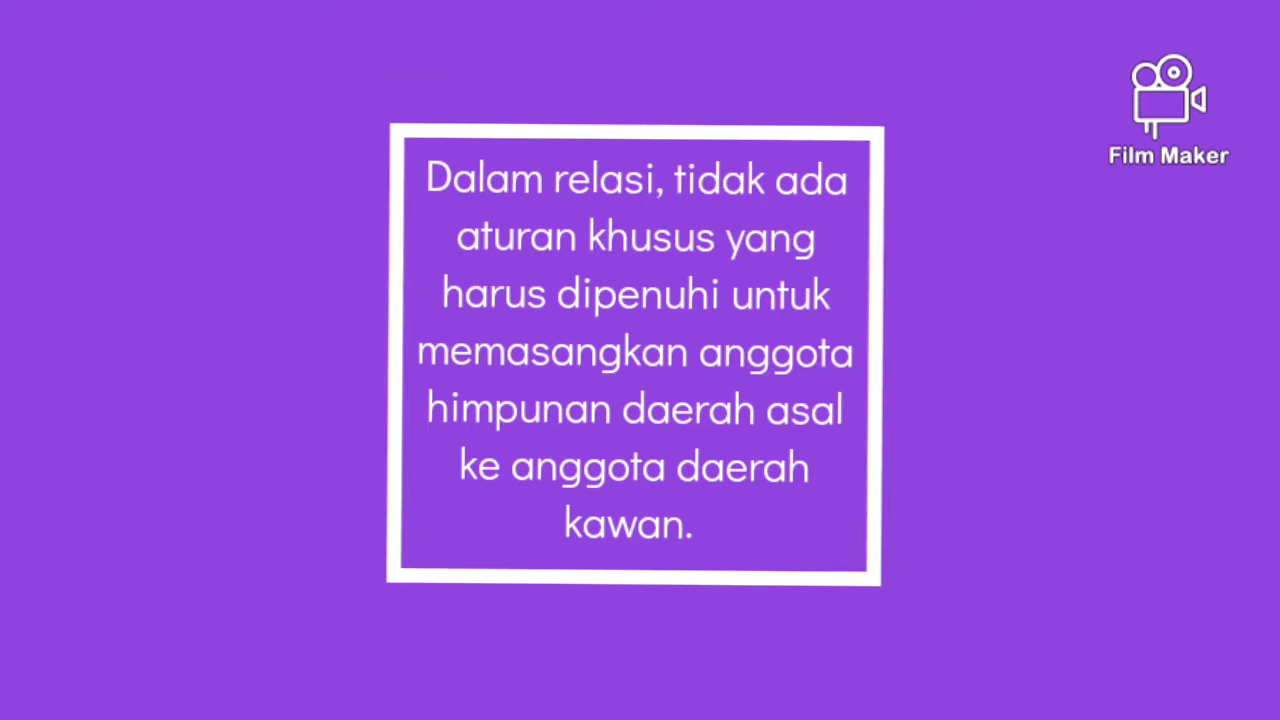 Film Maker
Dalam relasi, tidak ada
aturan khusus yang
harus dipenuhi untuk
memasangkan anggota
himpunan daerah asal
ke anggota daerah
kawan.